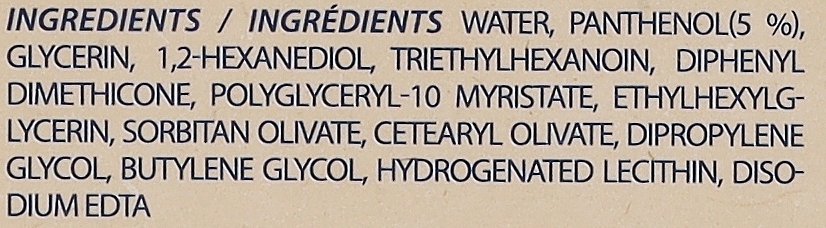 INGREDIENTS / INGRÉDIENTS WATER, PANTHENOL(5 %),
GLYCERIN, 1,2-HEXANEDIOL, TRIETHYLHEXANOIN, DIPHENYL
DIMETHICONE, POLYGLYCERYL-10 MYRISTATE, ETHYLHEXYLG-
LYCERIN, SORBITAN OLIVATE, CETEARYL OLIVATE, DIPROPYLENE
GLYCOL, BUTYLENE GLYCOL, HYDROGENATED LECITHIN, DISO-
DIUM EDTA